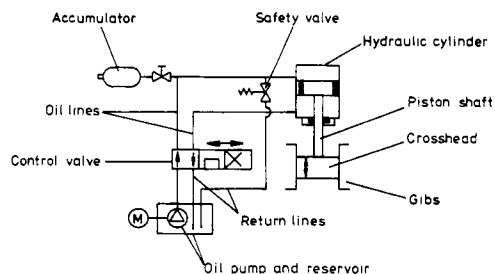 Accumulator
Safety valve
Hydraulic cylinder
Piston shaft
Oil lines
Crosshead
Control valve
Gibs
Return lines
M
Oil pump and reservoir